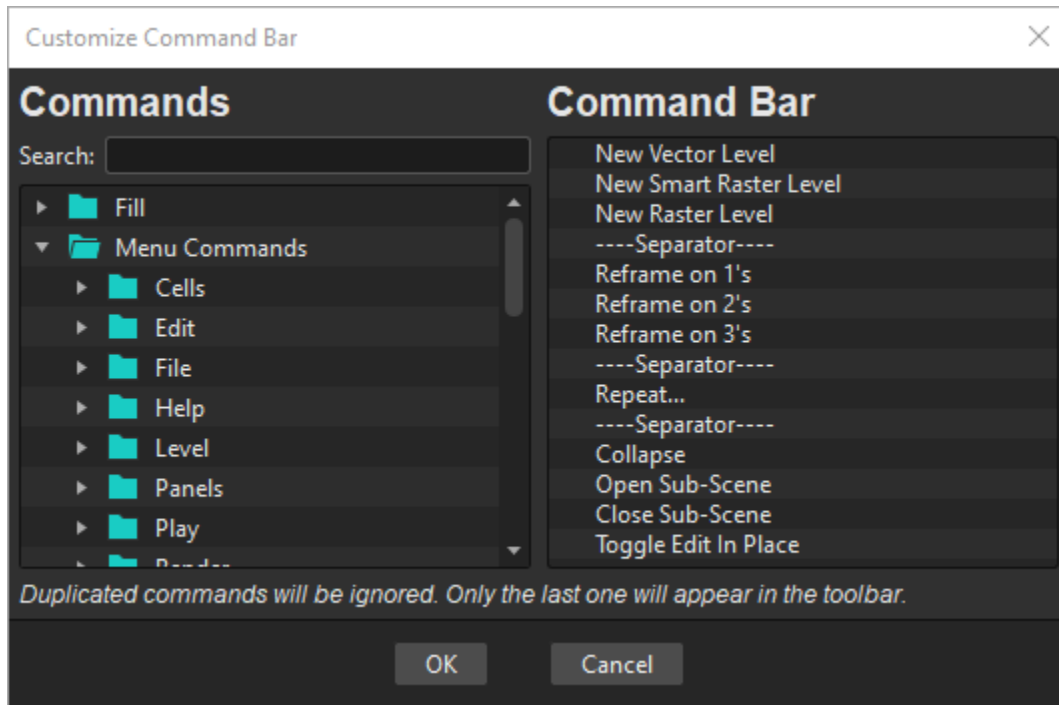 Customize Command Bar
Commands
Search:
Fill
Menu Commands
Cells
Edit
File
Help
Level
Panels
Play
Render
Command Bar
New Vector Level
New Smart Raster Level
New Raster Level
----Separator----
Reframe on 1's
Reframe on 2's
Reframe on 3's
----Separator----
Repeat...
----Separator----
Collapse
Open Sub-Scene
Close Sub-Scene
Toggle Edit In Place
Duplicated commands will be ignored. Only the last one will appear in the toolbar.
OK
Cancel